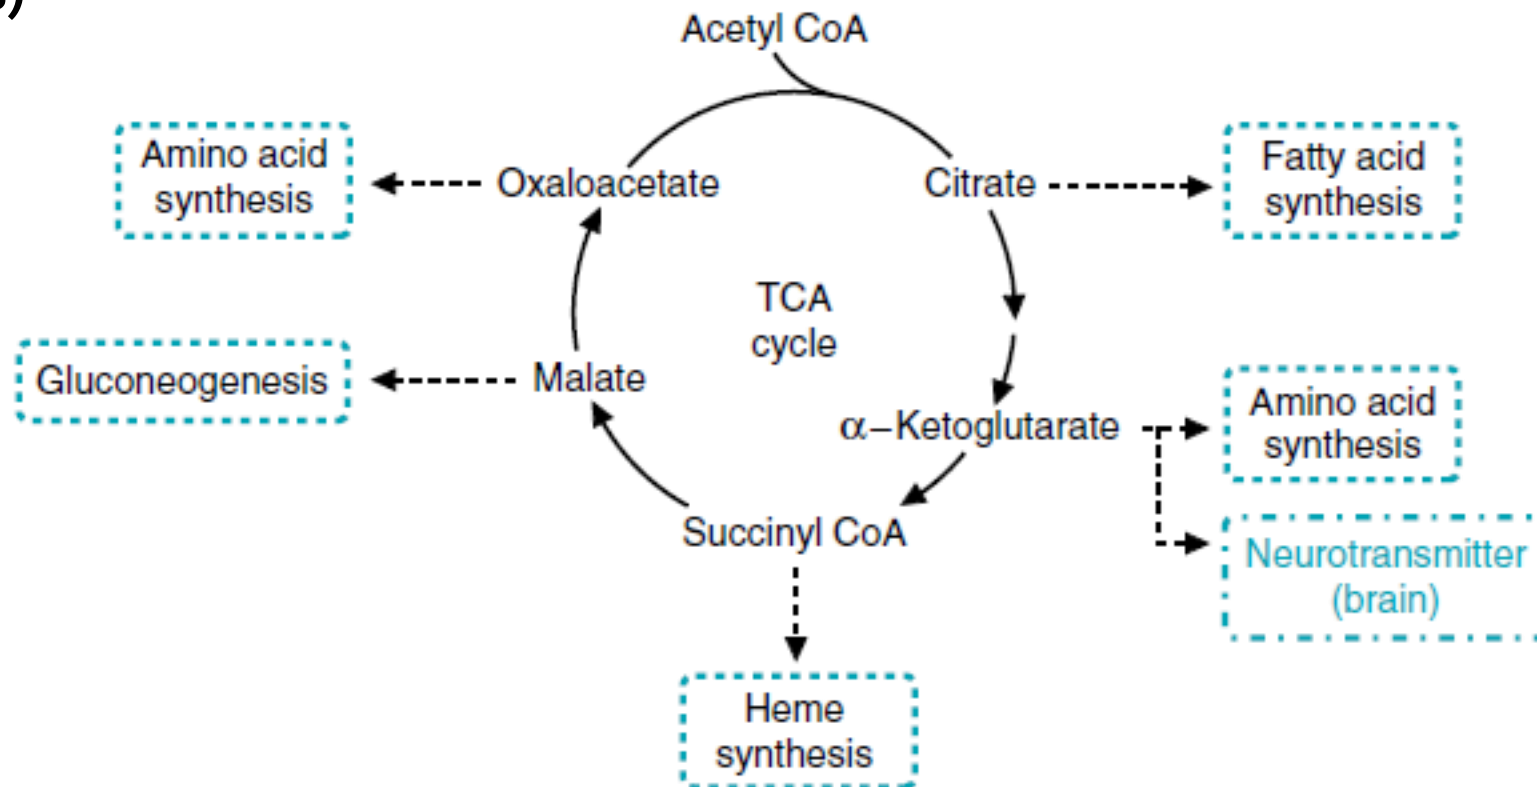 )
Acetyl CoA
Amino acid
synthesis
Oxaloacetate
Citrate
Fatty acid
synthesis
TCA
cycle
Gluconeogenesis
Malate
α–Ketoglutarate
Amino acid
synthesis
Succinyl CoA
Neurotransmitter
(brain)
Heme
synthesis